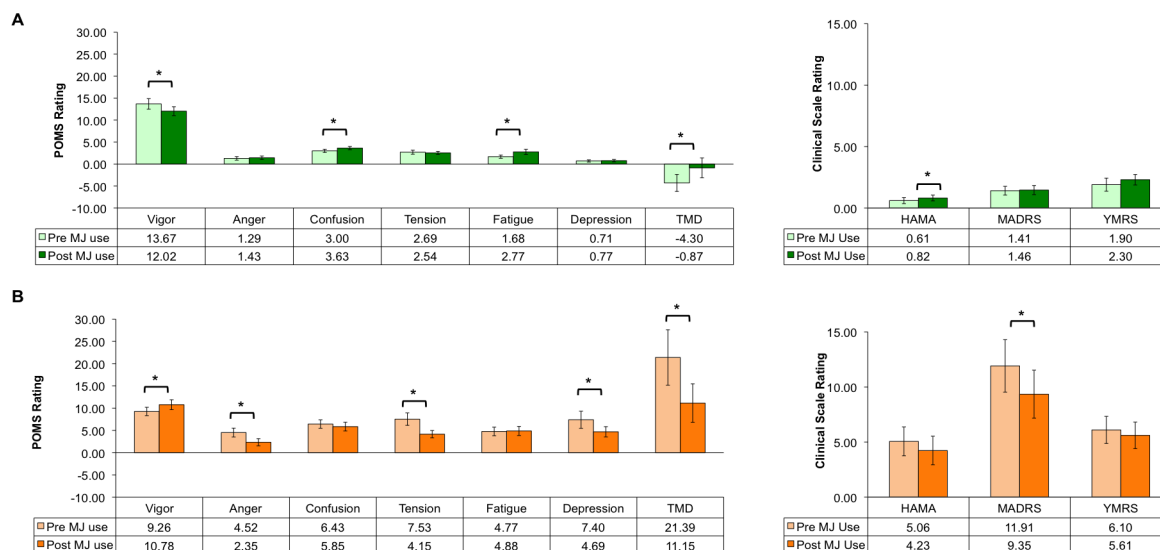 A
POMS Rating
30.00
25.00
20.00
15.00
10.00
5.00
0.00
-5.00
-10.00
* * * *
Vigor Anger Confusion Tension Fatigue Depression TMD
Pre MJ use 13.67 1.29 3.00 2.69 1.68 0.71 -4.30
Post MJ use 12.02 1.43 3.63 2.54 2.77 0.77 -0.87
Clinical Scale Rating
15.00
10.00
5.00
0.00
*
HAMA MADRS YMRS
Pre MJ use 0.61 1.41 1.90
Post MJ Use 0.82 1.46 2.30
B
POMS Rating
30.00
25.00
20.00
15.00
10.00
5.00
0.00
-5.00
-10.00
* * * * *
Vigor Anger Confusion Tension Fatigue Depression TMD
Pre MJ use 9.26 4.52 6.43 7.53 4.77 7.40 21.39
Post MJ use 10.78 2.35 5.85 4.15 4.88 4.69 11.15
Clinical Scale Rating
15.00
10.00
5.00
0.00
*
HAMA MADRS YMRS
Pre MJ use 5.06 11.91 6.10
Post MJ use 4.23 9.35 5.61